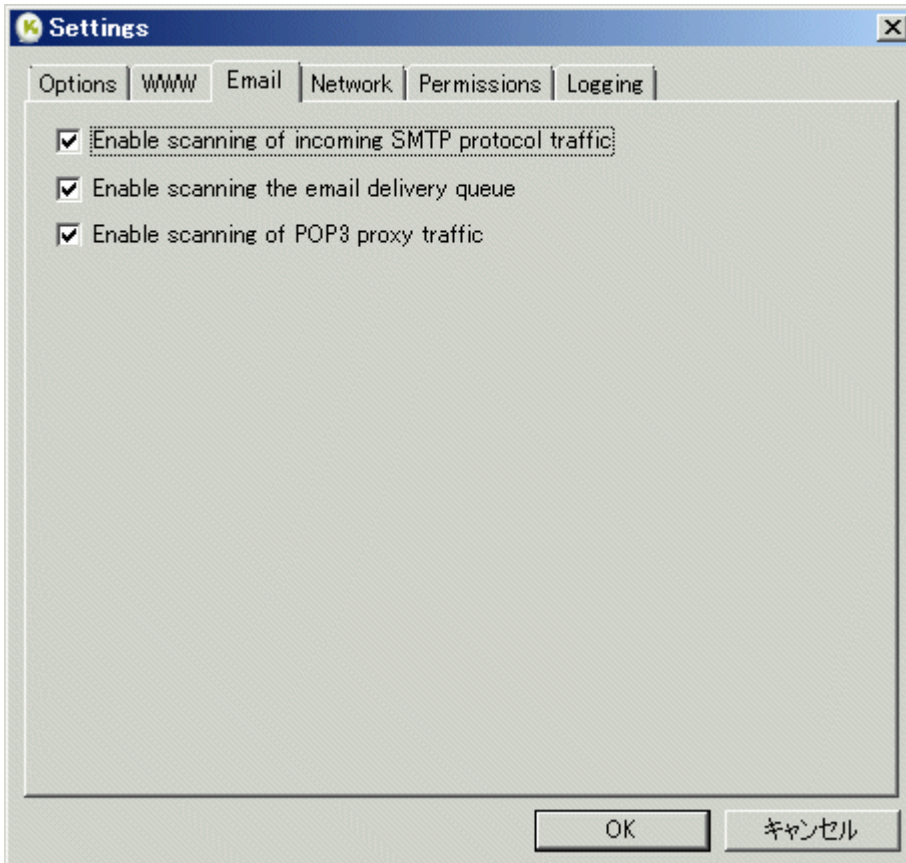 Settings
Options WWW Email Network Permissions Logging
Enable scanning of incoming SMTP protocol traffic
Enable scanning the email delivery queue
Enable scanning of POP3 proxy traffic
OK キャンセル